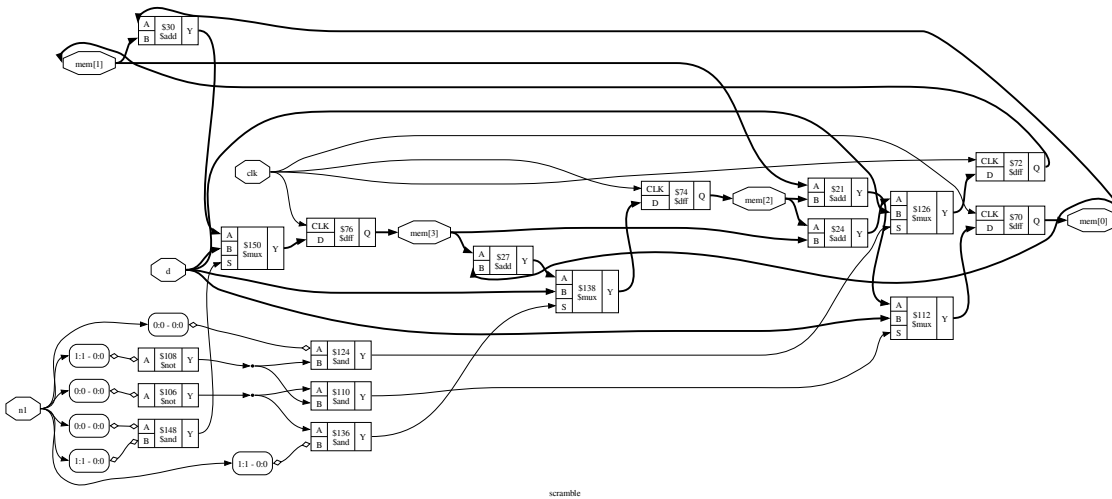 A $30 Y
B $add
mem[1]
clk
CLK $72 Q
D $dff
CLK $74 Q
D $dff
mem[2]
A $21 Y
B $add
A $126 Y
B $mux
S
CLK $70 Q
D $dff
mem[0]
CLK $76 Q
D $dff
mem[3]
A $24 Y
B $add
A $150 Y
B $mux
S
d
A $27 Y
B $add
A $138 Y
B $mux
S
A $112 Y
B $mux
S
0:0 - 0:0
1:1 - 0:0
A $108 Y
$not
A $124 Y
B $and
0:0 - 0:0
A $106 Y
$not
A $110 Y
B $and
n1
0:0 - 0:0
A $148 Y
B $and
1:1 - 0:0
A $136 Y
B $and
1:1 - 0:0
scramble